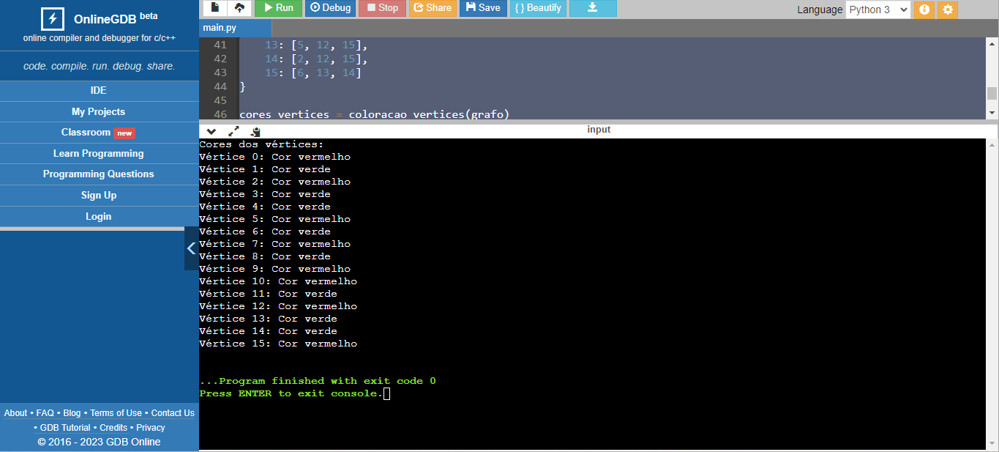 OnlineGDB beta
online compiler and debugger for c/c++
code. compile. run. debug. share.
IDE
My Projects
Classroom new
Learn Programming
Programming Questions
Sign Up
Login
About • FAQ • Blog • Terms of Use • Contact Us
• GDB Tutorial • Credits • Privacy
© 2016 - 2023 GDB Online
Run Debug Stop Share Save { } Beautify
Language Python 3
main.py
41 13: [5, 12, 15],
42 14: [2, 12, 15],
43 15: [6, 13, 14]
44 }
45
46 cores_vertices = coloracao_vertices(grafo)
input
Cores dos vértices:
Vértice 0: Cor vermelho
Vértice 1: Cor verde
Vértice 2: Cor vermelho
Vértice 3: Cor verde
Vértice 4: Cor verde
Vértice 5: Cor vermelho
Vértice 6: Cor verde
Vértice 7: Cor vermelho
Vértice 8: Cor verde
Vértice 9: Cor vermelho
Vértice 10: Cor vermelho
Vértice 11: Cor verde
Vértice 12: Cor vermelho
Vértice 13: Cor verde
Vértice 14: Cor verde
Vértice 15: Cor vermelho
...Program finished with exit code 0
Press ENTER to exit console.